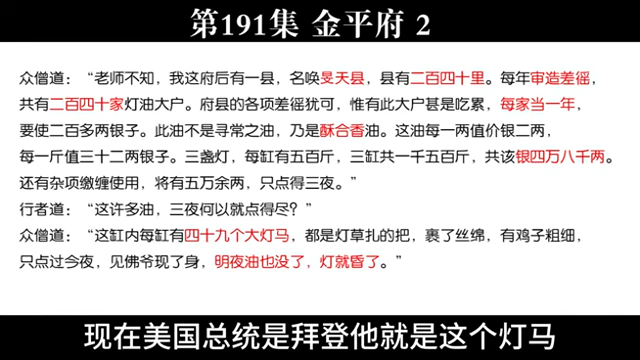 第191集 金平府 2
众僧道：“老师不知，我这府后有一县，名唤旻天县，县有二百四十里。每年审造差徭，
共有二百四十家灯油大户。府县的各项差徭犹可，惟有此大户甚是吃累，每家当一年，
要使二百多两银子。此油不是寻常之油，乃是酥合香油。这油每一两值价银二两，
每一斤值三十二两银子。三盏灯，每缸有五百斤，三缸共一千五百斤，共该银四万八千两。
还有杂项缴缠使用，将有五万余两，只点得三夜。”
行者道：“这许多油，三夜何以就点得尽？”
众僧道：“这缸内每缸有四十九个大灯马，都是灯草扎的把，裹了丝绵，有鸡子粗细，
只点过今夜，见佛爷现了身，明夜油也没了，灯就昏了。”
现在美国总统是拜登他就是这个灯马